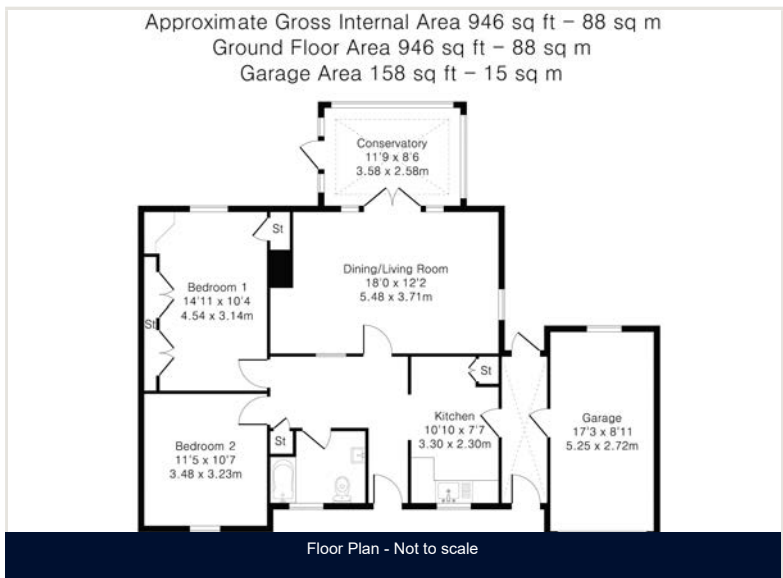 Approximate Gross Internal Area 946 sq ft – 88 sq m
Ground Floor Area 946 sq ft – 88 sq m
Garage Area 158 sq ft – 15 sq m
Conservatory
11'9 x 8'6
3.58 x 2.58m
St
Dining/Living Room
18'0 x 12'2
5.48 x 3.71m
Bedroom 1
14'11 x 10'4
4.54 x 3.14m
St
St
Kitchen
10'10 x 7'7
3.30 x 2.30m
Garage
17'3 x 8'11
5.25 x 2.72m
Bedroom 2
11'5 x 10'7
3.48 x 3.23m
St
Floor Plan - Not to scale